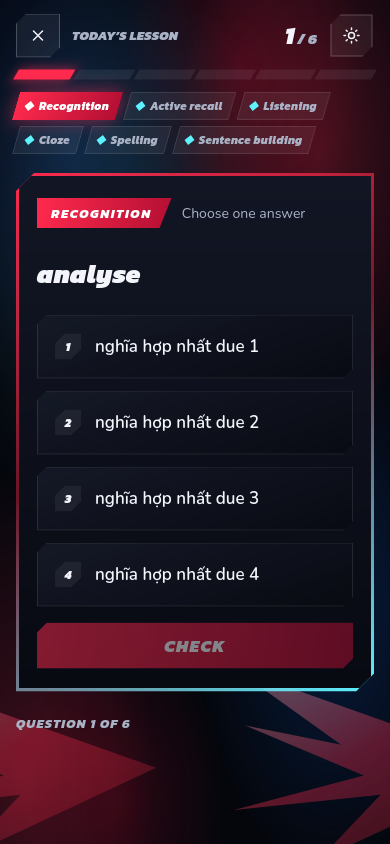 TODAY'S LESSON
1 / 6
Recognition
Active recall
Listening
Cloze
Spelling
Sentence building
RECOGNITION
Choose one answer
analyse
1 nghĩa hợp nhất due 1
2 nghĩa hợp nhất due 2
3 nghĩa hợp nhất due 3
4 nghĩa hợp nhất due 4
CHECK
QUESTION 1 OF 6